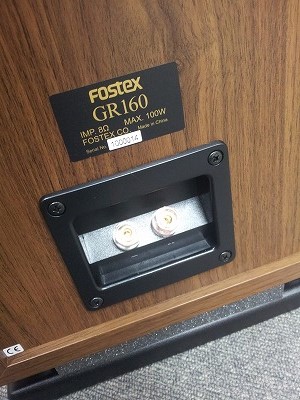 FOSTEX
GR160
IMP. 8Ω MAX. 100W
FOSTEX CO. Made in China
Serial No. 1000014
CE